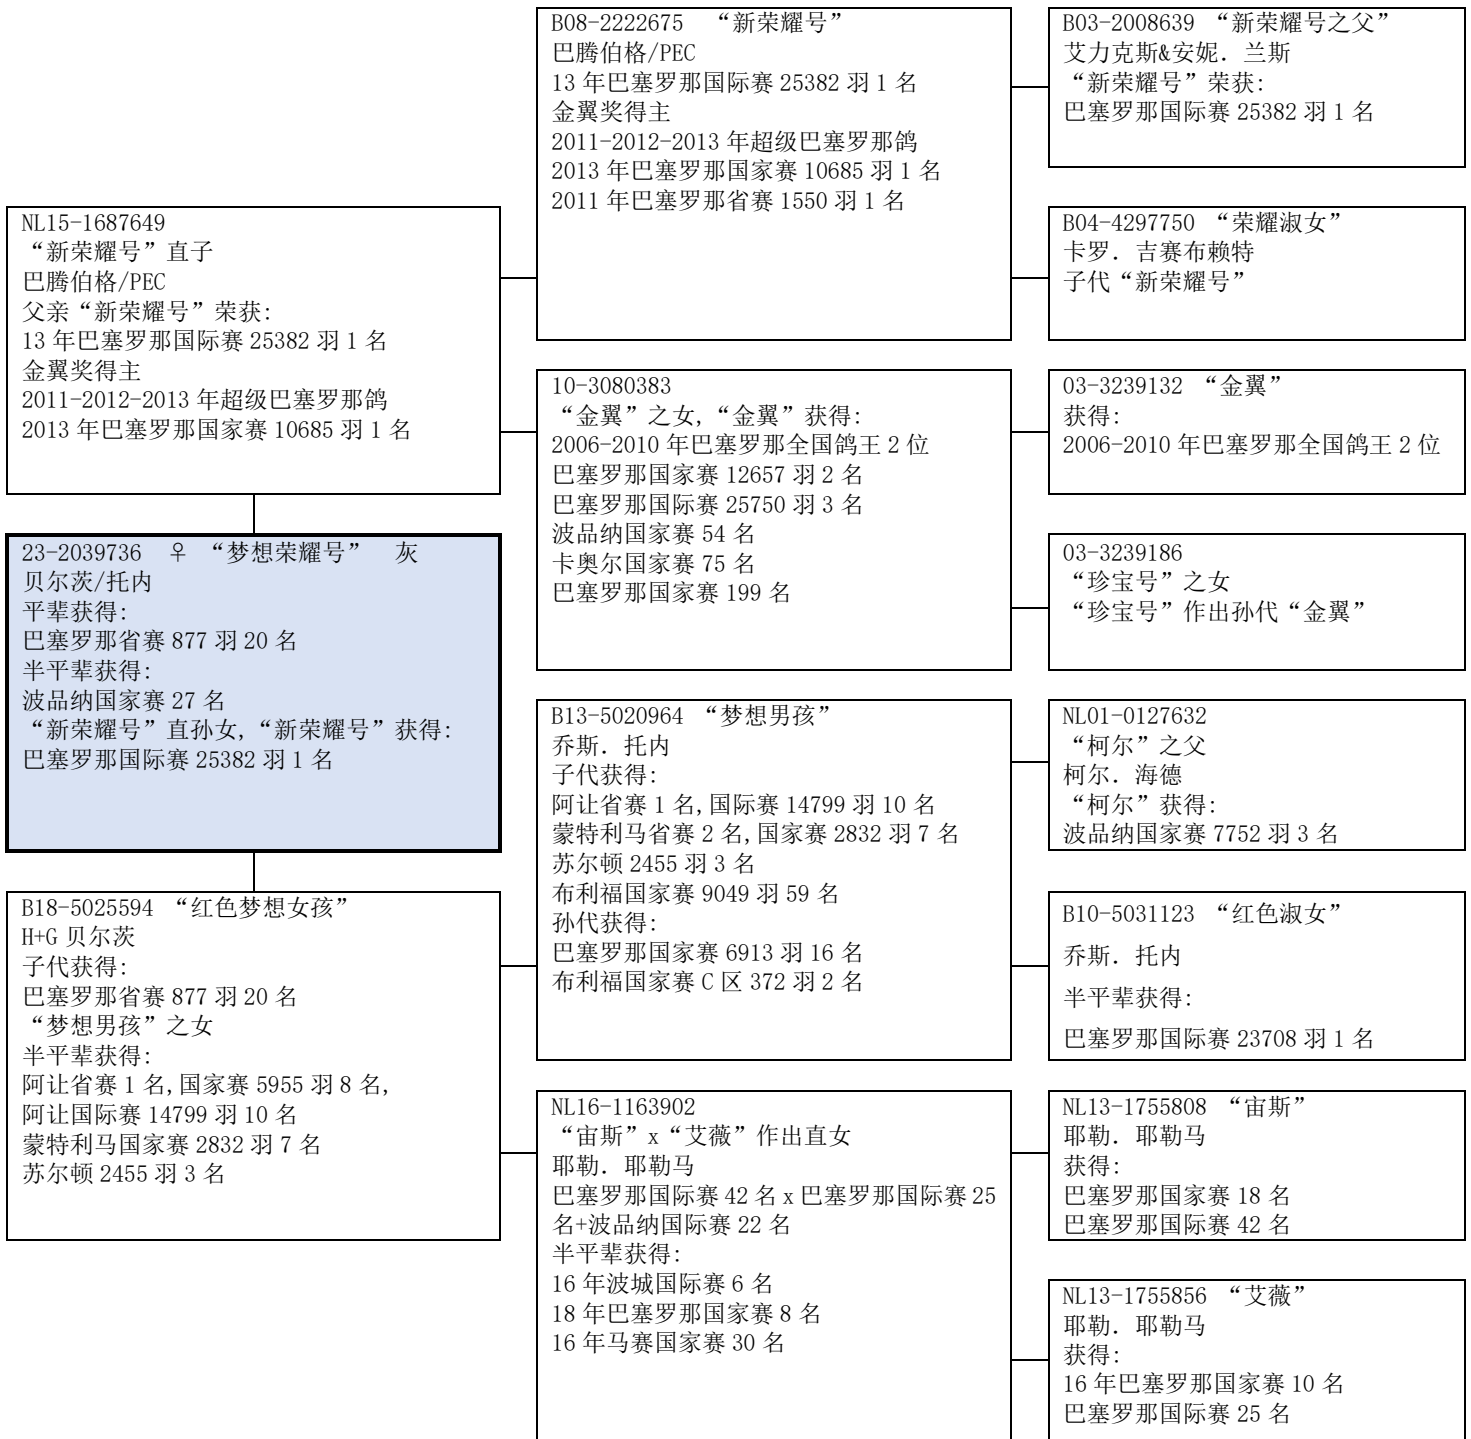 NL15-1687649
“新荣耀号”直子
巴腾伯格/PEC
父亲“新荣耀号”荣获:
13 年巴塞罗那国际赛 25382 羽 1 名
金翼奖得主
2011-2012-2013 年超级巴塞罗那鸽
2013 年巴塞罗那国家赛 10685 羽 1 名
23-2039736 ♀ “梦想荣耀号” 灰
贝尔茨/托内
平辈获得:
巴塞罗那省赛 877 羽 20 名
半平辈获得:
波品纳国家赛 27 名
“新荣耀号”直孙女,“新荣耀号”获得:
巴塞罗那国际赛 25382 羽 1 名
B18-5025594 “红色梦想女孩”
H+G 贝尔茨
子代获得:
巴塞罗那省赛 877 羽 20 名
“梦想男孩”之女
半平辈获得:
阿让省赛 1 名,国家赛 5955 羽 8 名,
阿让国际赛 14799 羽 10 名
蒙特利马国家赛 2832 羽 7 名
苏尔顿 2455 羽 3 名
B08-2222675 “新荣耀号”
巴腾伯格/PEC
13 年巴塞罗那国际赛 25382 羽 1 名
金翼奖得主
2011-2012-2013 年超级巴塞罗那鸽
2013 年巴塞罗那国家赛 10685 羽 1 名
2011 年巴塞罗那省赛 1550 羽 1 名
10-3080383
“金翼”之女,“金翼”获得:
2006-2010 年巴塞罗那全国鸽王 2 位
巴塞罗那国家赛 12657 羽 2 名
巴塞罗那国际赛 25750 羽 3 名
波品纳国家赛 54 名
卡奥尔国家赛 75 名
巴塞罗那国家赛 199 名
B13-5020964 “梦想男孩”
乔斯．托内
子代获得:
阿让省赛 1 名,国际赛 14799 羽 10 名
蒙特利马省赛 2 名,国家赛 2832 羽 7 名
苏尔顿 2455 羽 3 名
布利福国家赛 9049 羽 59 名
孙代获得:
巴塞罗那国家赛 6913 羽 16 名
布利福国家赛 C 区 372 羽 2 名
NL16-1163902
“宙斯”x“艾薇”作出直女
耶勒．耶勒马
巴塞罗那国际赛 42 名 x 巴塞罗那国际赛 25
名+波品纳国际赛 22 名
半平辈获得:
16 年波城国际赛 6 名
18 年巴塞罗那国家赛 8 名
16 年马赛国家赛 30 名
B03-2008639 “新荣耀号之父”
艾力克斯&安妮．兰斯
“新荣耀号”荣获:
巴塞罗那国际赛 25382 羽 1 名
B04-4297750 “荣耀淑女”
卡罗．吉赛布赖特
子代“新荣耀号”
03-3239132 “金翼”
获得:
2006-2010 年巴塞罗那全国鸽王 2 位
03-3239186
“珍宝号”之女
“珍宝号”作出孙代“金翼”
NL01-0127632
“柯尔”之父
柯尔．海德
“柯尔”获得:
波品纳国家赛 7752 羽 3 名
B10-5031123 “红色淑女”
乔斯．托内
半平辈获得:
巴塞罗那国际赛 23708 羽 1 名
NL13-1755808 “宙斯”
耶勒．耶勒马
获得:
巴塞罗那国家赛 18 名
巴塞罗那国际赛 42 名
NL13-1755856 “艾薇”
耶勒．耶勒马
获得:
16 年巴塞罗那国家赛 10 名
巴塞罗那国际赛 25 名